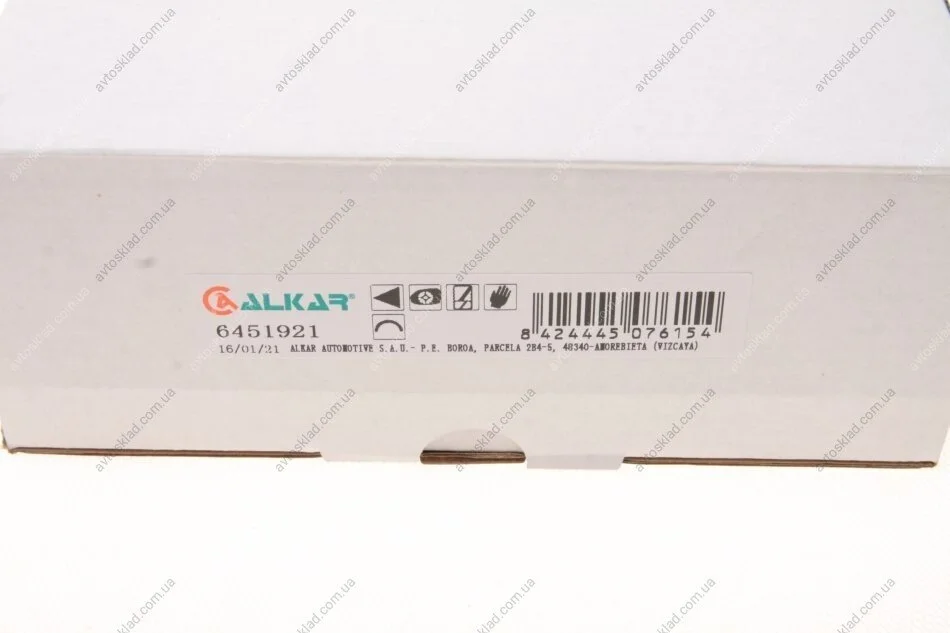 ALKAR®
6451921
8 424445 076154
16/01/21 ALKAR AUTOMOTIVE S.A.U.- P.E. BOROA, PARCELA 2B4-5, 48340-AMOREBIETA (VIZCAYA)
avtosklad.com.ua